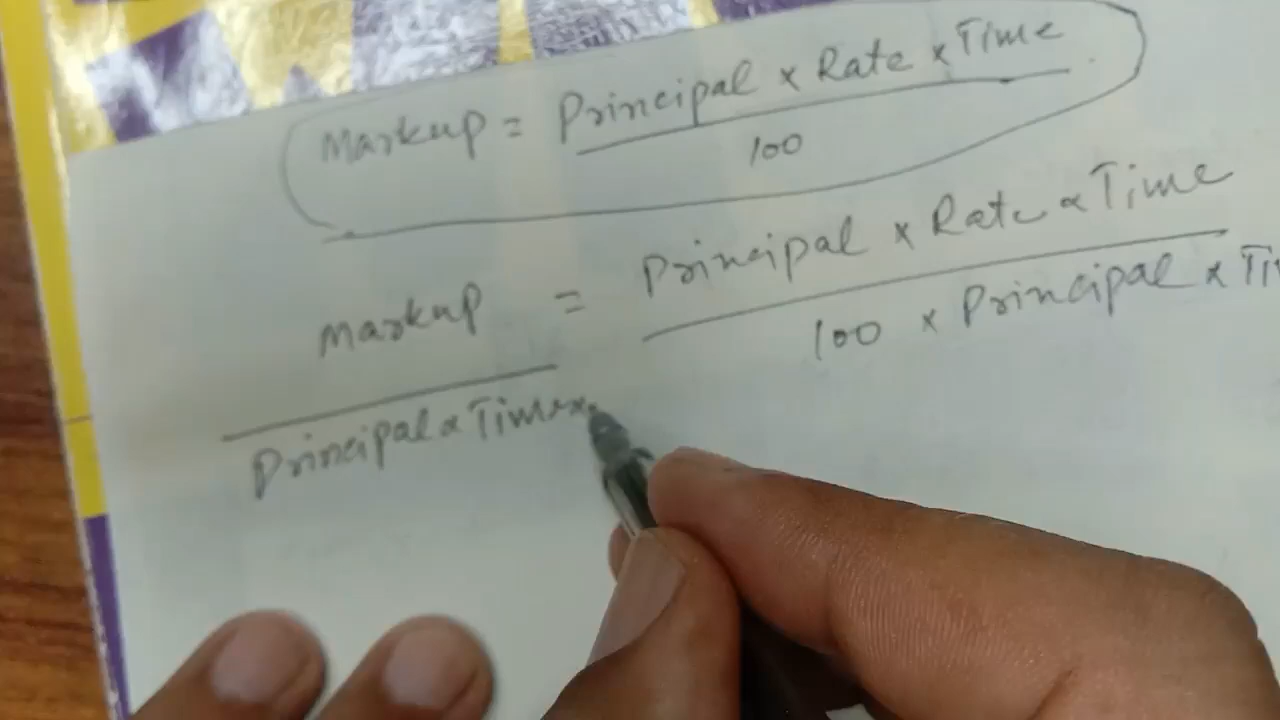 Markup = Principal × Rate × Time
100
Markup = Principal × Rate × Time
100 × Principal × Ti
Principal × Time ×